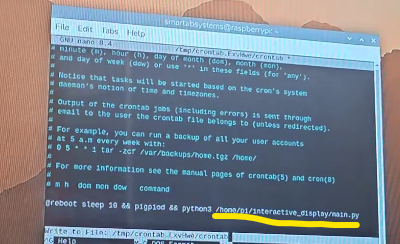 smartabsystems@raspberrypi: ~
File Edit Tabs Help
GNU nano 8.4 /tmp/crontab.ExvHwe/crontab *
# minute (m), hour (h), day of month (dom), month (mon),
# and day of week (dow) or use '*' in these fields (for 'any').
#
# Notice that tasks will be started based on the cron's system
# daemon's notion of time and timezones.
#
# Output of the crontab jobs (including errors) is sent through
# email to the user the crontab file belongs to (unless redirected).
#
# For example, you can run a backup of all your user accounts
# at 5 a.m every week with:
# 0 5 * * 1 tar -zcf /var/backups/home.tgz /home/
#
# For more information see the manual pages of crontab(5) and cron(8)
#
# m h dom mon dow command
@reboot sleep 10 && pigpiod && python3 /home/pi/interactive_display/main.py
Write to File: /tmp/crontab.ExvHwe/crontab
^G Help
DOS Format